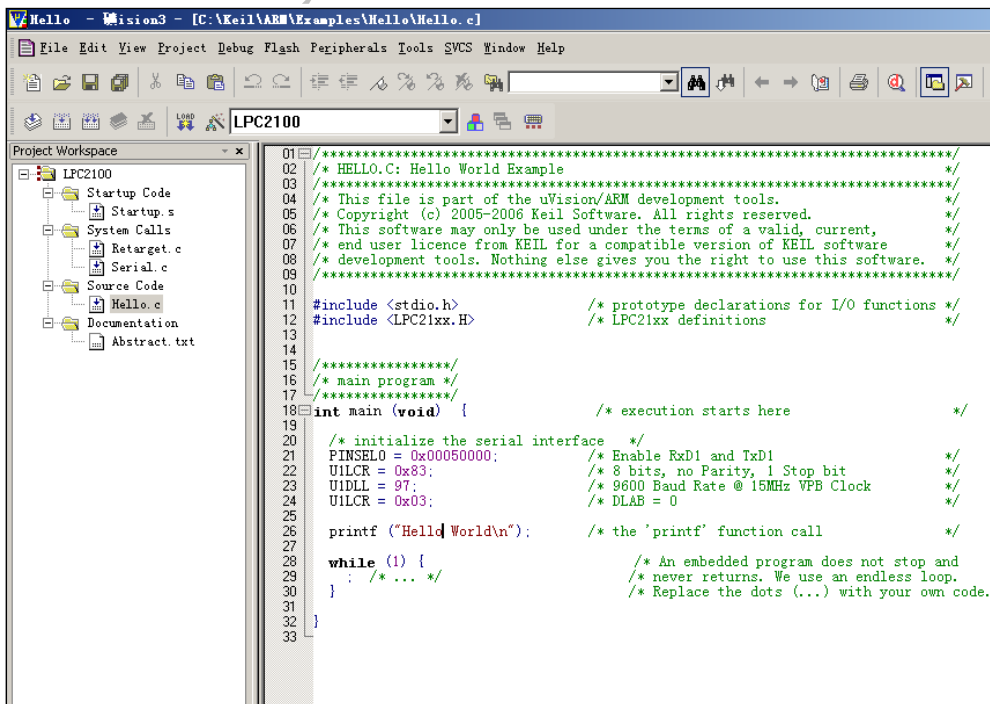 Hello - 礦ision3 - [C:\Keil\ARM\Examples\Hello\Hello.c]
File Edit View Project Debug Flash Peripherals Tools SVCS Window Help
LOAD LPC2100
Project Workspace
LPC2100
Startup Code
Startup.s
System Calls
Retarget.c
Serial.c
Source Code
Hello.c
Documentation
Abstract.txt
01 /******************************************************************************/
02 /* HELLO.C: Hello World Example */
03 /******************************************************************************/
04 /* This file is part of the uVision/ARM development tools. */
05 /* Copyright (c) 2005-2006 Keil Software. All rights reserved. */
06 /* This software may only be used under the terms of a valid, current, */
07 /* end user licence from KEIL for a compatible version of KEIL software */
08 /* development tools. Nothing else gives you the right to use this software. */
09 /******************************************************************************/
10
11 #include <stdio.h> /* prototype declarations for I/O functions */
12 #include <LPC21xx.H> /* LPC21xx definitions */
13
14
15 /****************/
16 /* main program */
17 /****************/
18 int main (void) { /* execution starts here */
19
20 /* initialize the serial interface */
21 PINSEL0 = 0x00050000; /* Enable RxD1 and TxD1 */
22 U1LCR = 0x83; /* 8 bits, no Parity, 1 Stop bit */
23 U1DLL = 97; /* 9600 Baud Rate @ 15MHz VPB Clock */
24 U1LCR = 0x03; /* DLAB = 0 */
25
26 printf ("Hello World\n"); /* the 'printf' function call */
27
28 while (1) { /* An embedded program does not stop and
29 ; /* ... */ /* never returns. We use an endless loop.
30 } /* Replace the dots (...) with your own code.
31
32 }
33